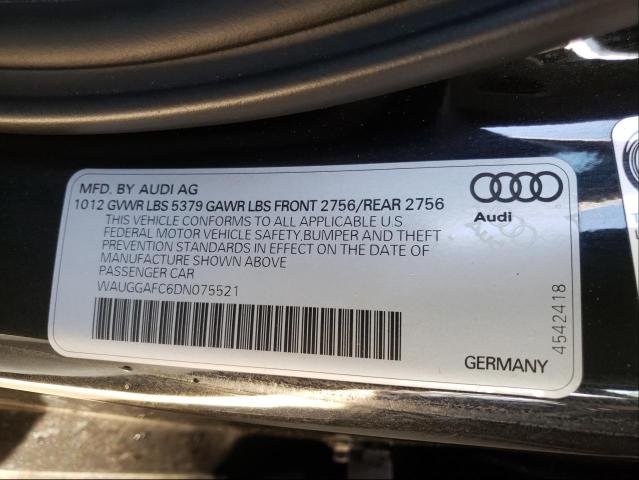 MFD. BY AUDI AG
1012 GVWR LBS 5379 GAWR LBS FRONT 2756/REAR 2756
THIS VEHICLE CONFORMS TO ALL APPLICABLE U.S
FEDERAL MOTOR VEHICLE SAFETY,BUMPER AND THEFT
PREVENTION STANDARDS IN EFFECT ON THE DATE OF
MANUFACTURE SHOWN ABOVE
PASSENGER CAR
WAUGGAFC6DN075521
Audi
GERMANY
4542418